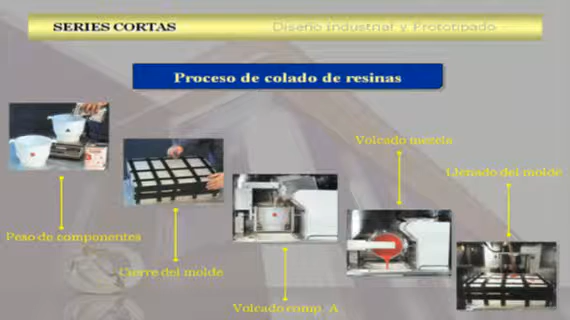 SERIES CORTAS
Diseño Industrial y Prototipado
Proceso de colado de resinas
Volcado mezcla
Llenado del molde
Peso de componentes
Cierre del molde
Volcado comp. A